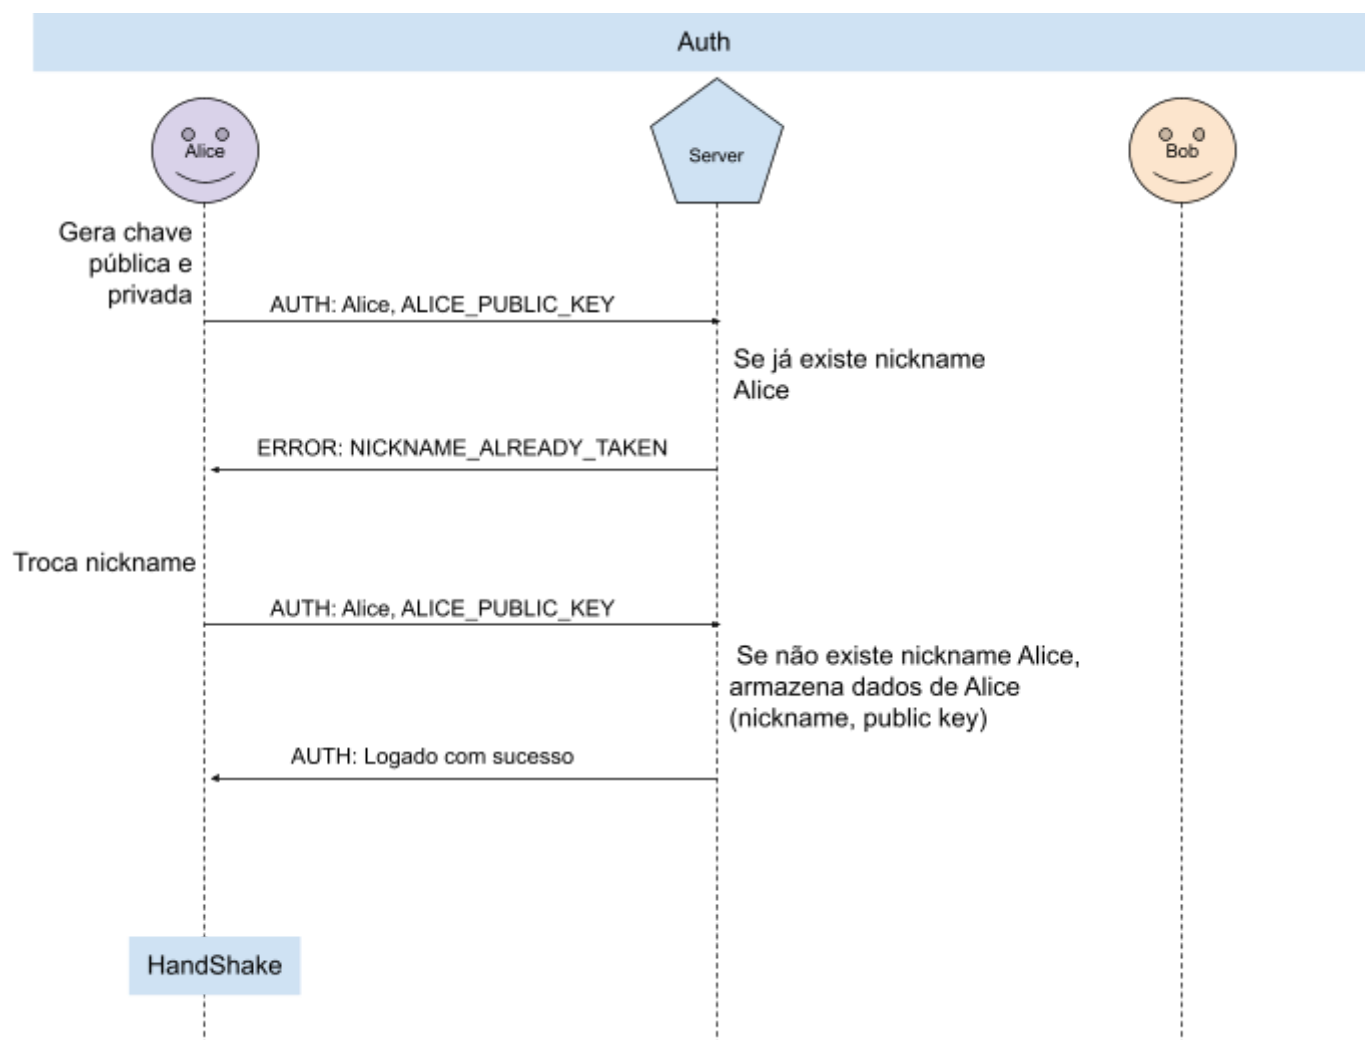 Auth
Alice
Server
Bob
Gera chave
pública e
privada
AUTH: Alice, ALICE_PUBLIC_KEY
Se já existe nickname
Alice
ERROR: NICKNAME_ALREADY_TAKEN
Troca nickname
AUTH: Alice, ALICE_PUBLIC_KEY
Se não existe nickname Alice,
armazena dados de Alice
(nickname, public key)
AUTH: Logado com sucesso
HandShake